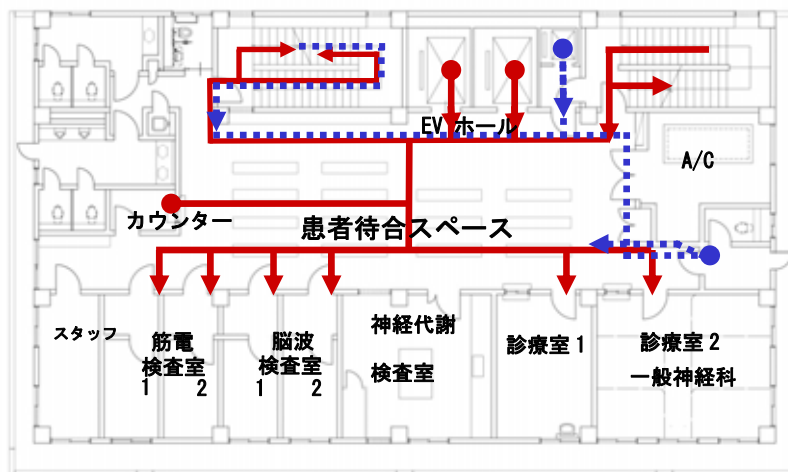 EV ホール
A/C
カウンター
患者待合スペース
スタッフ
筋電
検査室
1 2
脳波
検査室
1 2
神経代謝
検査室
診療室 1
診療室 2
一般神経科